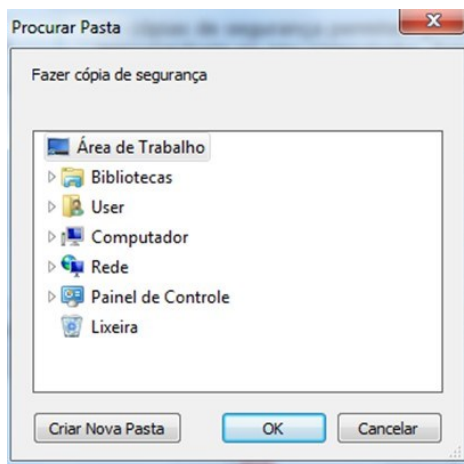 Procurar Pasta
Fazer cópia de segurança
Área de Trabalho
Bibliotecas
User
Computador
Rede
Painel de Controle
Lixeira
Criar Nova Pasta
OK
Cancelar